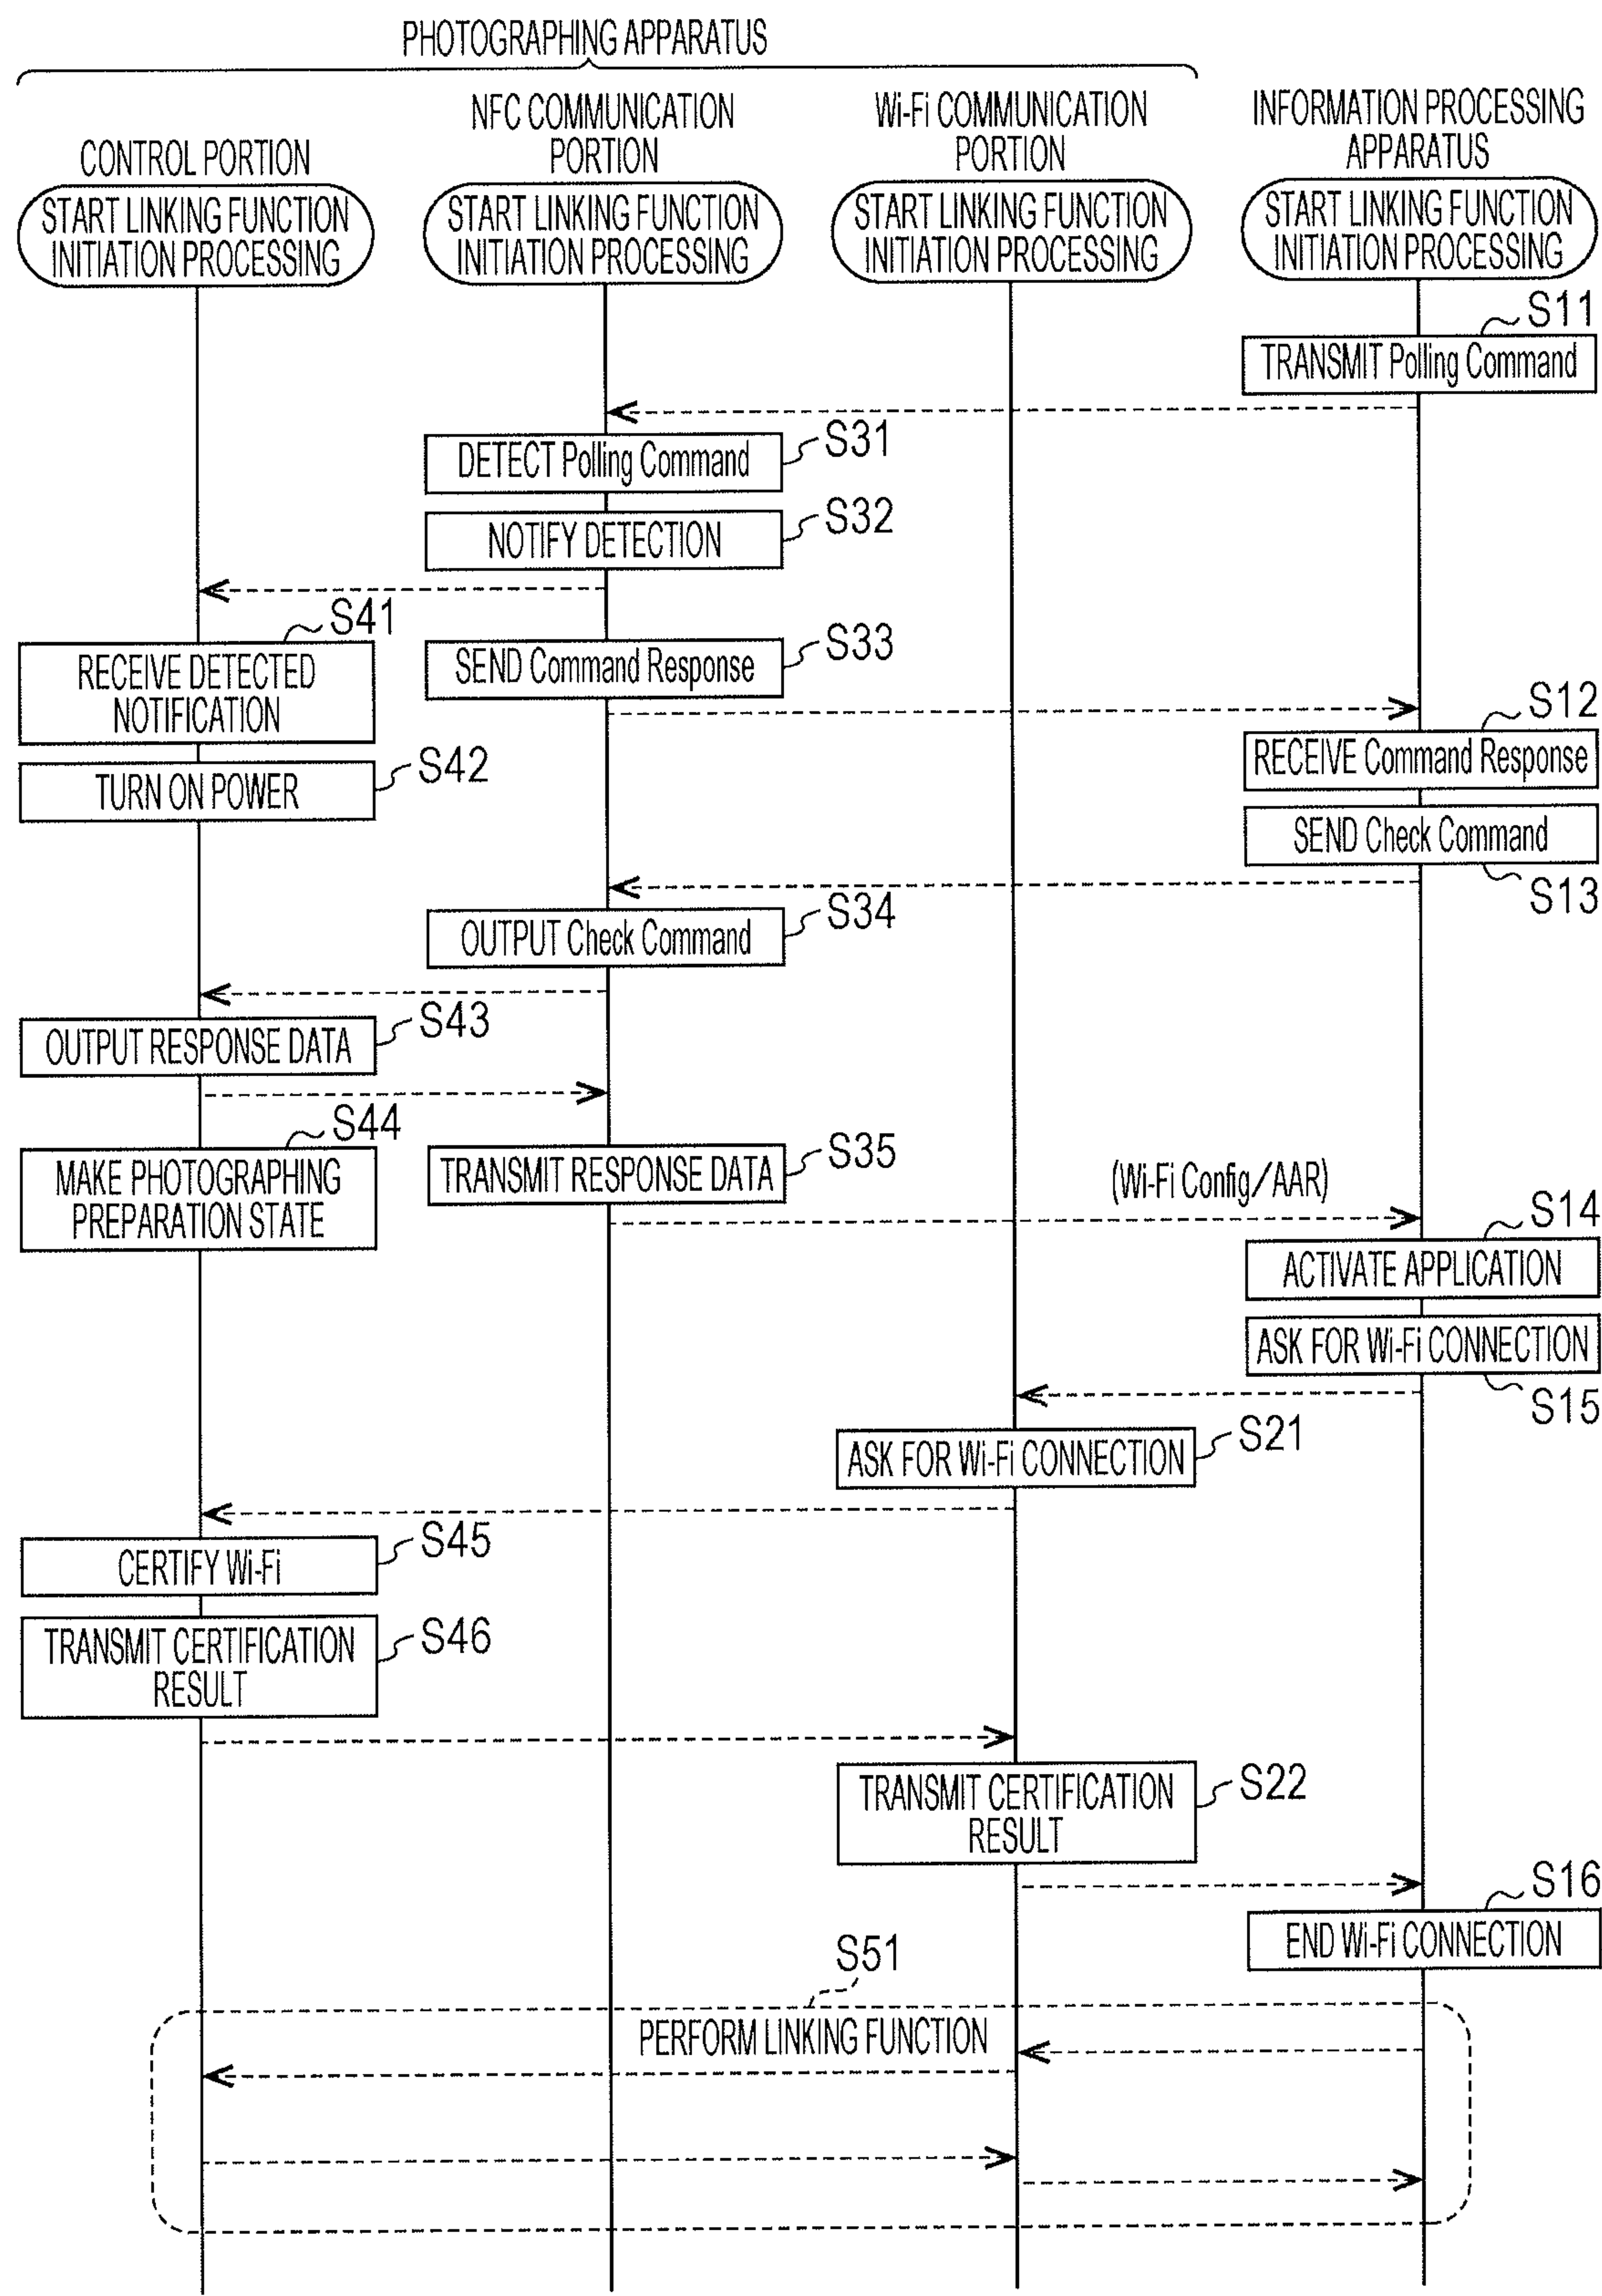 PHOTOGRAPHING APPARATUS
CONTROL PORTION
NFC COMMUNICATION
PORTION
Wi-Fi COMMUNICATION
PORTION
INFORMATION PROCESSING
APPARATUS
START LINKING FUNCTION
INITIATION PROCESSING
START LINKING FUNCTION
INITIATION PROCESSING
START LINKING FUNCTION
INITIATION PROCESSING
START LINKING FUNCTION
INITIATION PROCESSING
S11
TRANSMIT Polling Command
S31
DETECT Polling Command
S32
NOTIFY DETECTION
S41
RECEIVE DETECTED
NOTIFICATION
S33
SEND Command Response
S12
RECEIVE Command Response
S42
TURN ON POWER
SEND Check Command
S13
S34
OUTPUT Check Command
S43
OUTPUT RESPONSE DATA
S44
MAKE PHOTOGRAPHING
PREPARATION STATE
S35
TRANSMIT RESPONSE DATA
(Wi-Fi Config/AAR)
S14
ACTIVATE APPLICATION
ASK FOR Wi-Fi CONNECTION
S15
S21
ASK FOR Wi-Fi CONNECTION
S45
CERTIFY Wi-Fi
S46
TRANSMIT CERTIFICATION
RESULT
S22
TRANSMIT CERTIFICATION
RESULT
S16
END Wi-Fi CONNECTION
S51
PERFORM LINKING FUNCTION